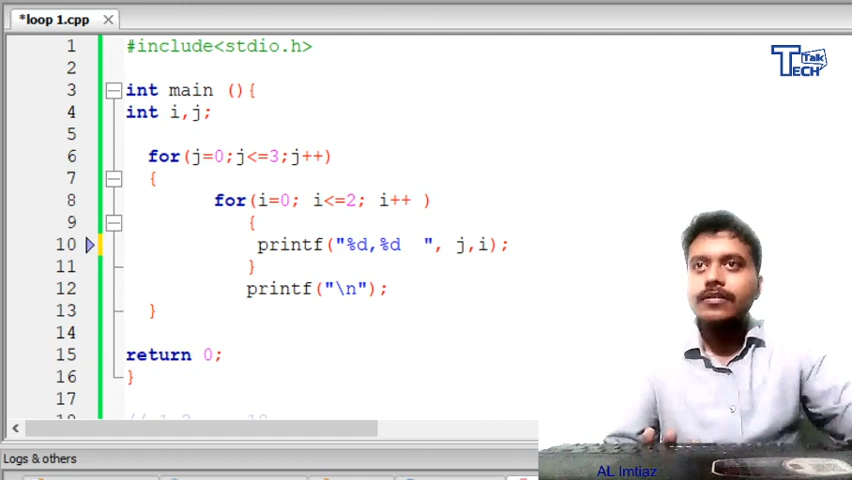 *loop 1.cpp
1 #include<stdio.h>
2
3 int main (){
4 int i,j;
5
6 for(j=0;j<=3;j++)
7 {
8 for(i=0; i<=2; i++ )
9 {
10 printf("%d,%d  ", j,i);
11 }
12 printf("\n");
13 }
14
15 return 0;
16 }
17
Logs & others
Talk
TECH
AL Imtiaz